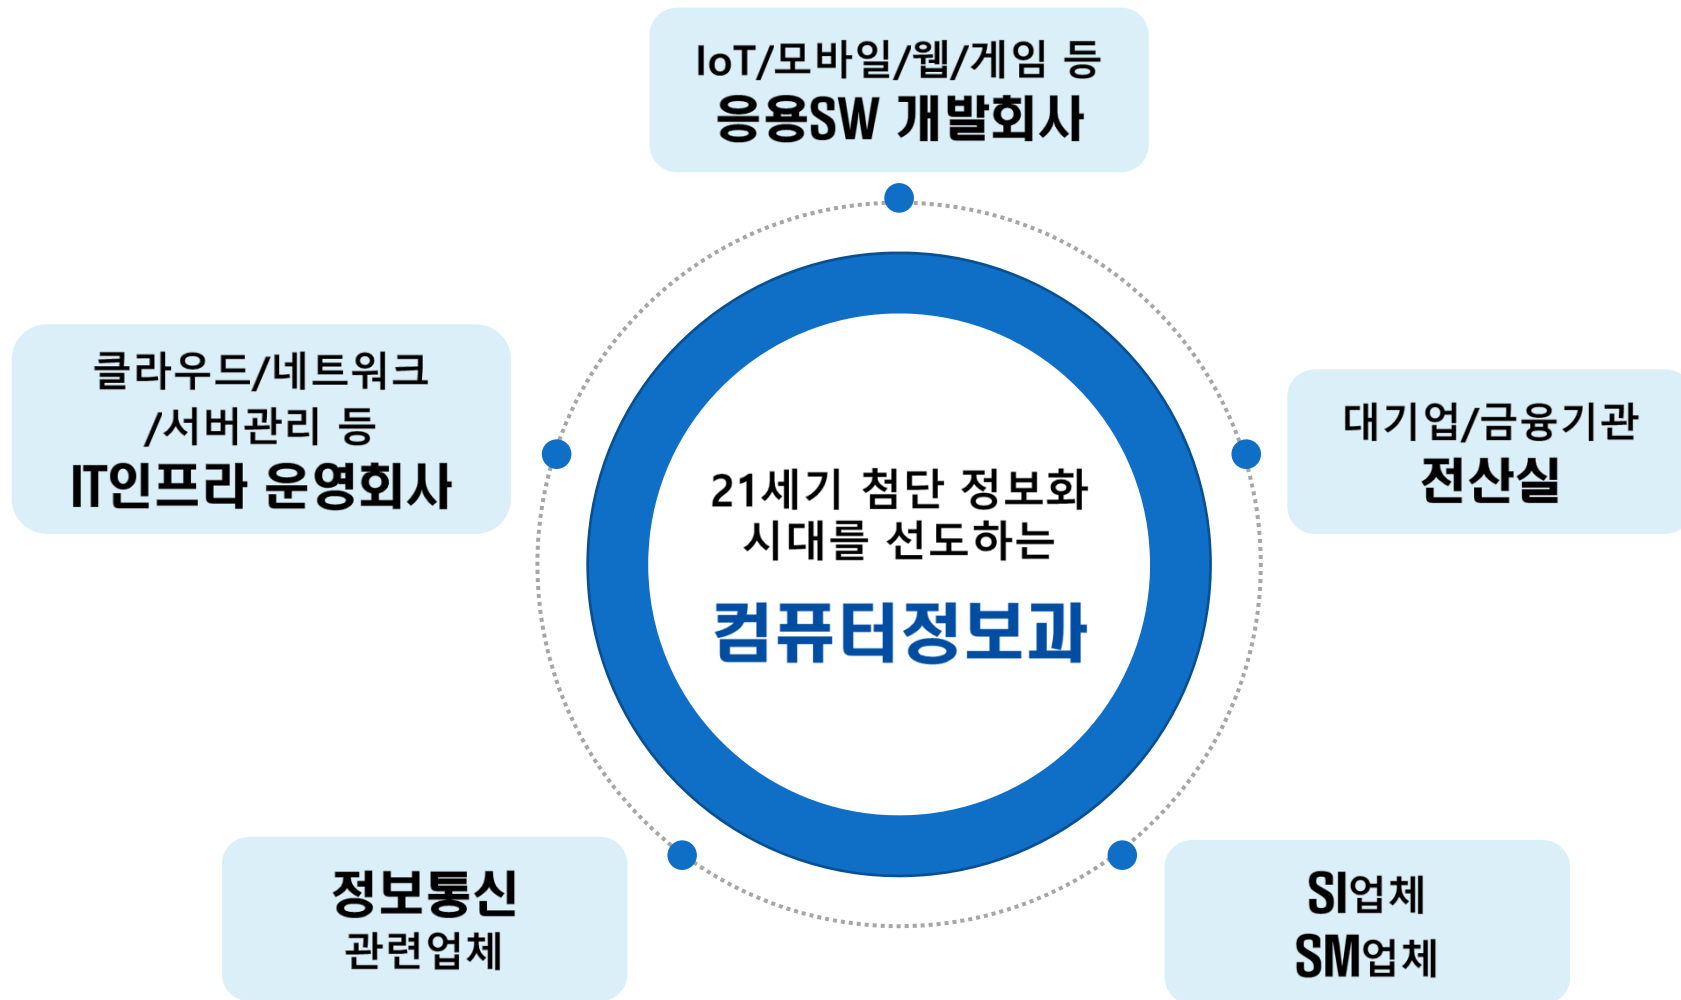 IoT/모바일/웹/게임 등
응용SW 개발회사
클라우드/네트워크
/서버관리 등
IT인프라 운영회사
대기업/금융기관
전산실
21세기 첨단 정보화
시대를 선도하는
컴퓨터정보과
정보통신
관련업체
SI업체
SM업체